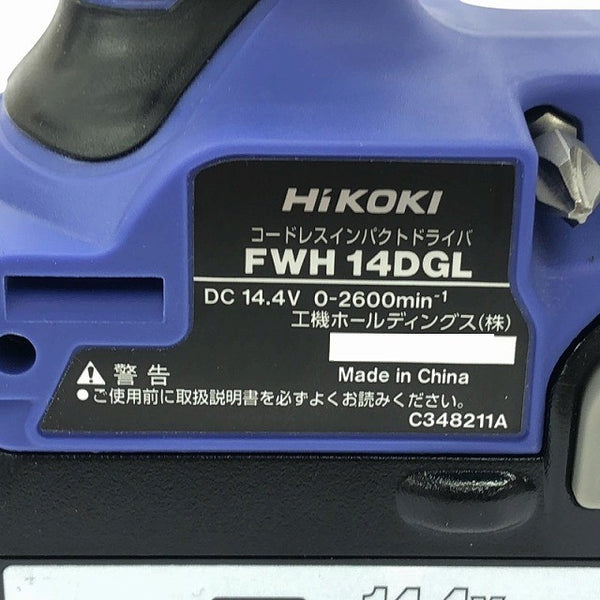 HiKOKI
コードレスインパクトドライバ
FWH 14DGL
DC 14.4V 0-2600min⁻¹
工機ホールディングス(株)
Made in China
警告
●ご使用前に取扱説明書を必ずよくお読みください。
C348211A
14.4V